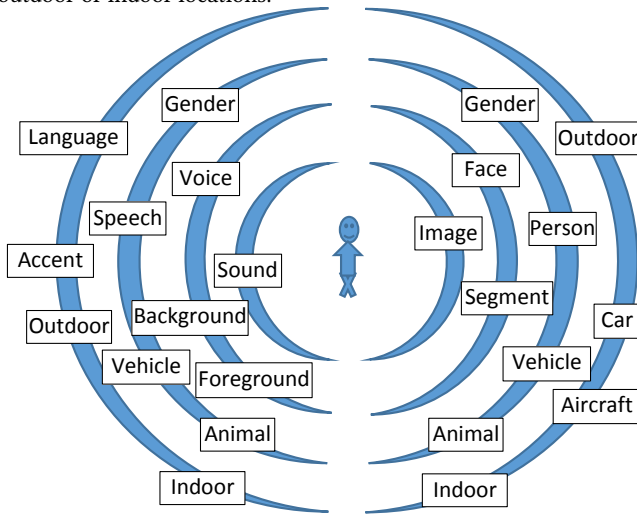 outdoor or indoor locations.
Gender
Gender
Language
Outdoor
Voice
Face
Speech
Image
Person
Accent
Sound
Segment
Outdoor
Background
Car
Vehicle
Vehicle
Foreground
Aircraft
Animal
Animal
Indoor
Indoor